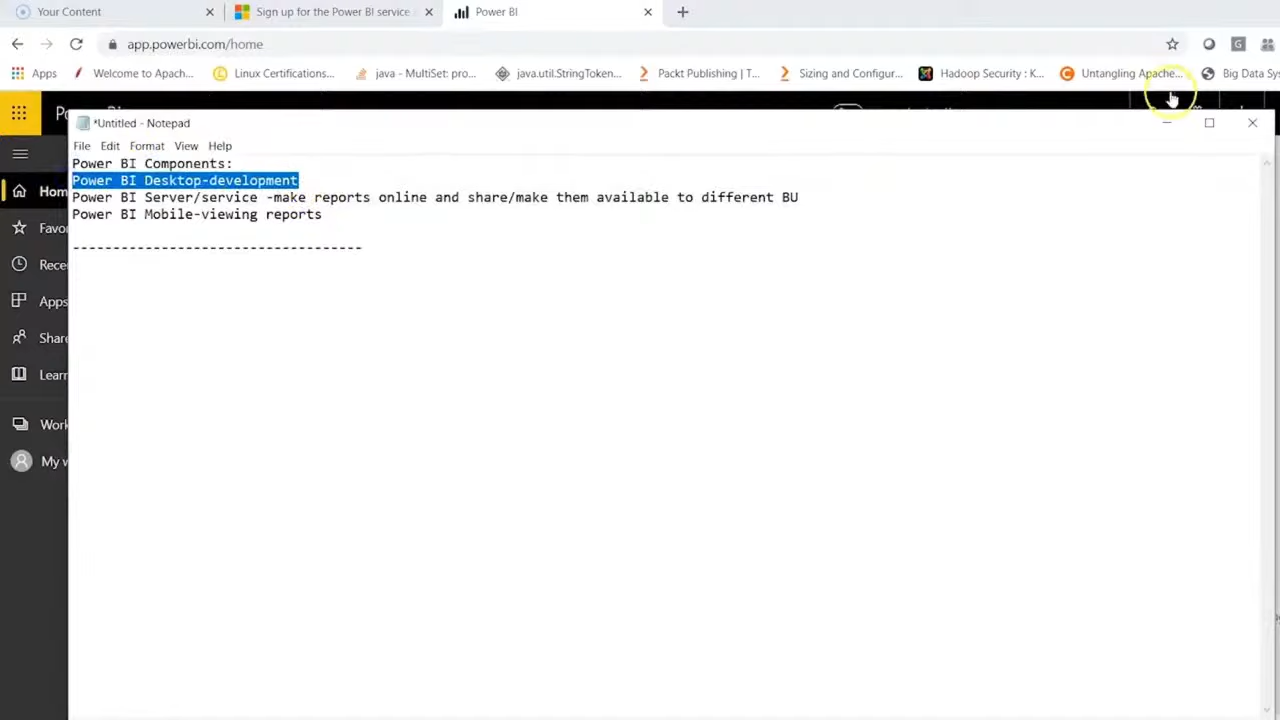 Your Content
Sign up for the Power BI service
Power BI
app.powerbi.com/home
Apps
Welcome to Apach...
Linux Certifications...
java - MultiSet: pro...
java.util.StringToken...
Packt Publishing | T...
Sizing and Configur...
Hadoop Security : K...
Untangling Apache...
Big Data Sys
*Untitled - Notepad
File Edit Format View Help
Power BI Components:
Power BI Desktop-development
Power BI Server/service -make reports online and share/make them available to different BU
Power BI Mobile-viewing reports
------------------------------------
Hom
Favo
Rece
Apps
Share
Learn
Work
My w